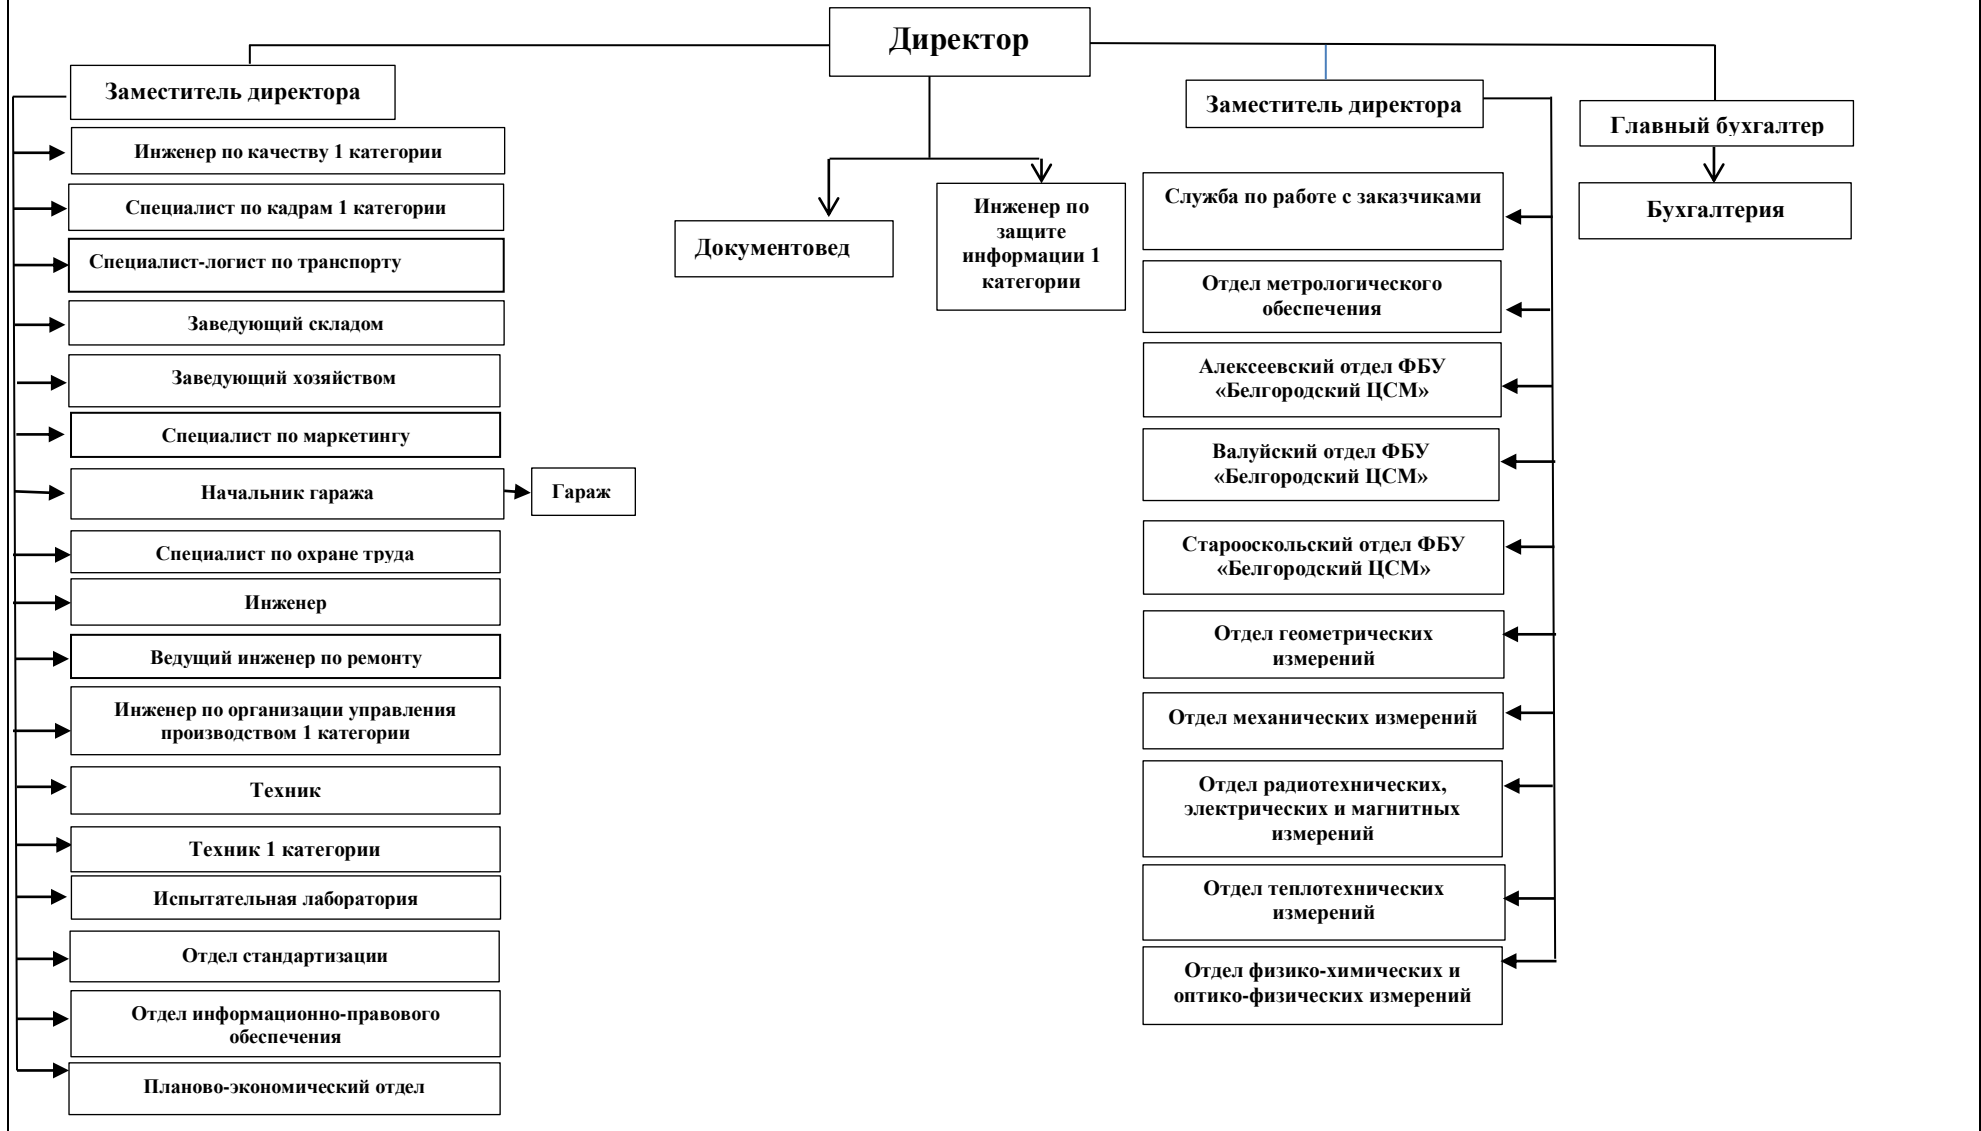 Директор
Заместитель директора
Инженер по качеству 1 категории
Специалист по кадрам 1 категории
Специалист-логист по транспорту
Заведующий складом
Заведующий хозяйством
Специалист по маркетингу
Начальник гаража
Гараж
Специалист по охране труда
Инженер
Ведущий инженер по ремонту
Инженер по организации управления
производством 1 категории
Техник
Техник 1 категории
Испытательная лаборатория
Отдел стандартизации
Отдел информационно-правового
обеспечения
Планово-экономический отдел
Документовед
Инженер по
защите
информации 1
категории
Заместитель директора
Служба по работе с заказчиками
Отдел метрологического
обеспечения
Алексеевский отдел ФБУ
«Белгородский ЦСМ»
Валуйский отдел ФБУ
«Белгородский ЦСМ»
Старооскольский отдел ФБУ
«Белгородский ЦСМ»
Отдел геометрических
измерений
Отдел механических измерений
Отдел радиотехнических,
электрических и магнитных
измерений
Отдел теплотехнических
измерений
Отдел физико-химических и
оптико-физических измерений
Главный бухгалтер
Бухгалтерия